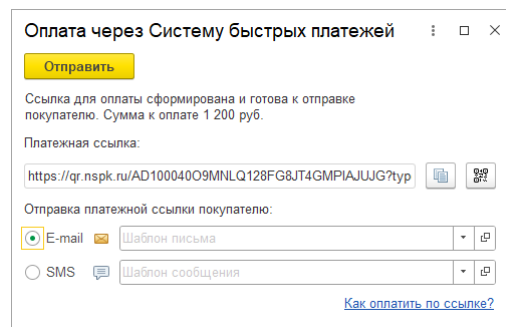 Оплата через Систему быстрых платежей
Отправить
Ссылка для оплаты сформирована и готова к отправке
покупателю. Сумма к оплате 1 200 руб.
Платежная ссылка:
https://qr.nspk.ru/AD100040O9MNLQ128FG8JT4GMPIAJUJG?typ
Отправка платежной ссылки покупателю:
E-mail Шаблон письма
SMS Шаблон сообщения
Как оплатить по ссылке?